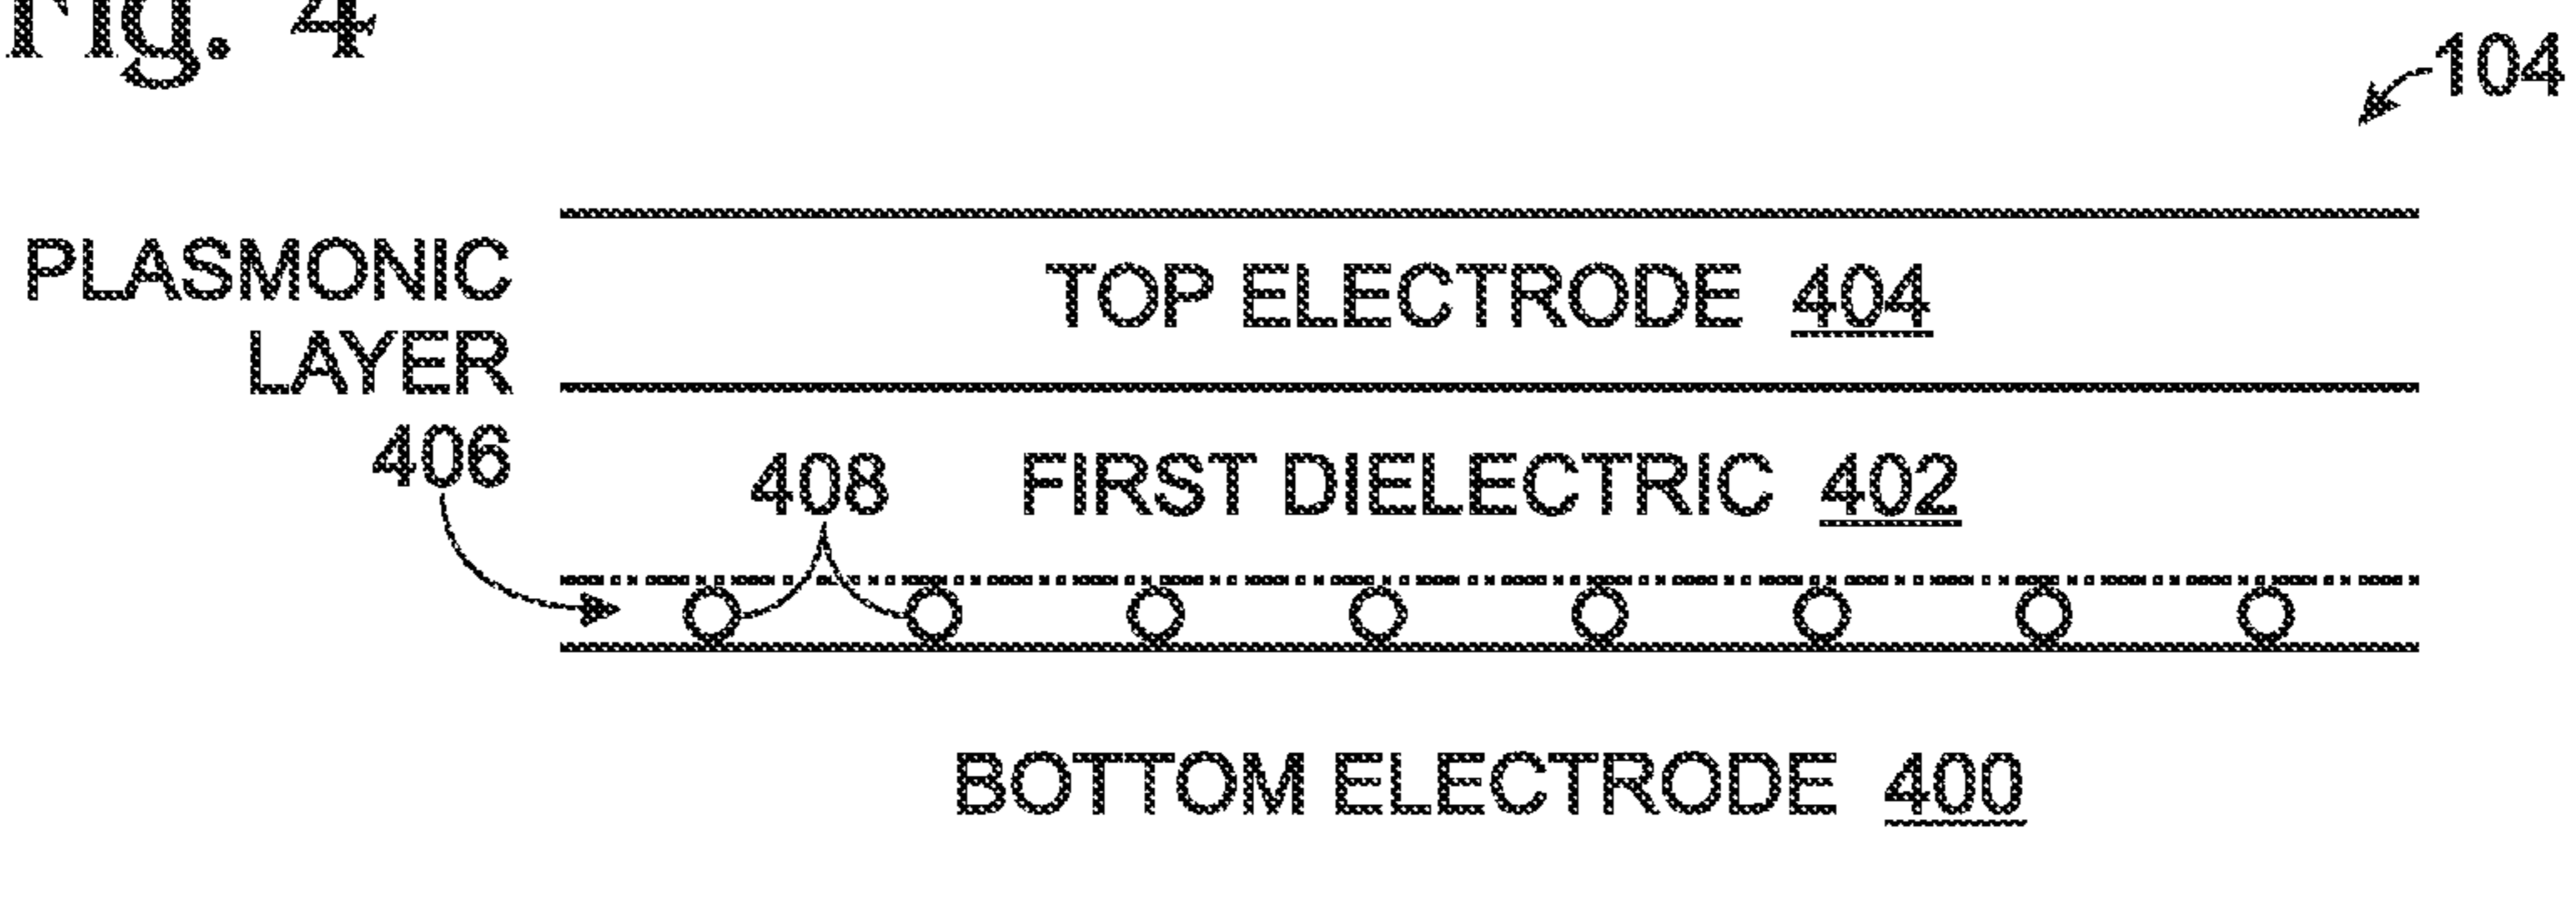 Fig. 4
104
PLASMONIC
LAYER
406
TOP ELECTRODE 404
408
FIRST DIELECTRIC 402
BOTTOM ELECTRODE 400